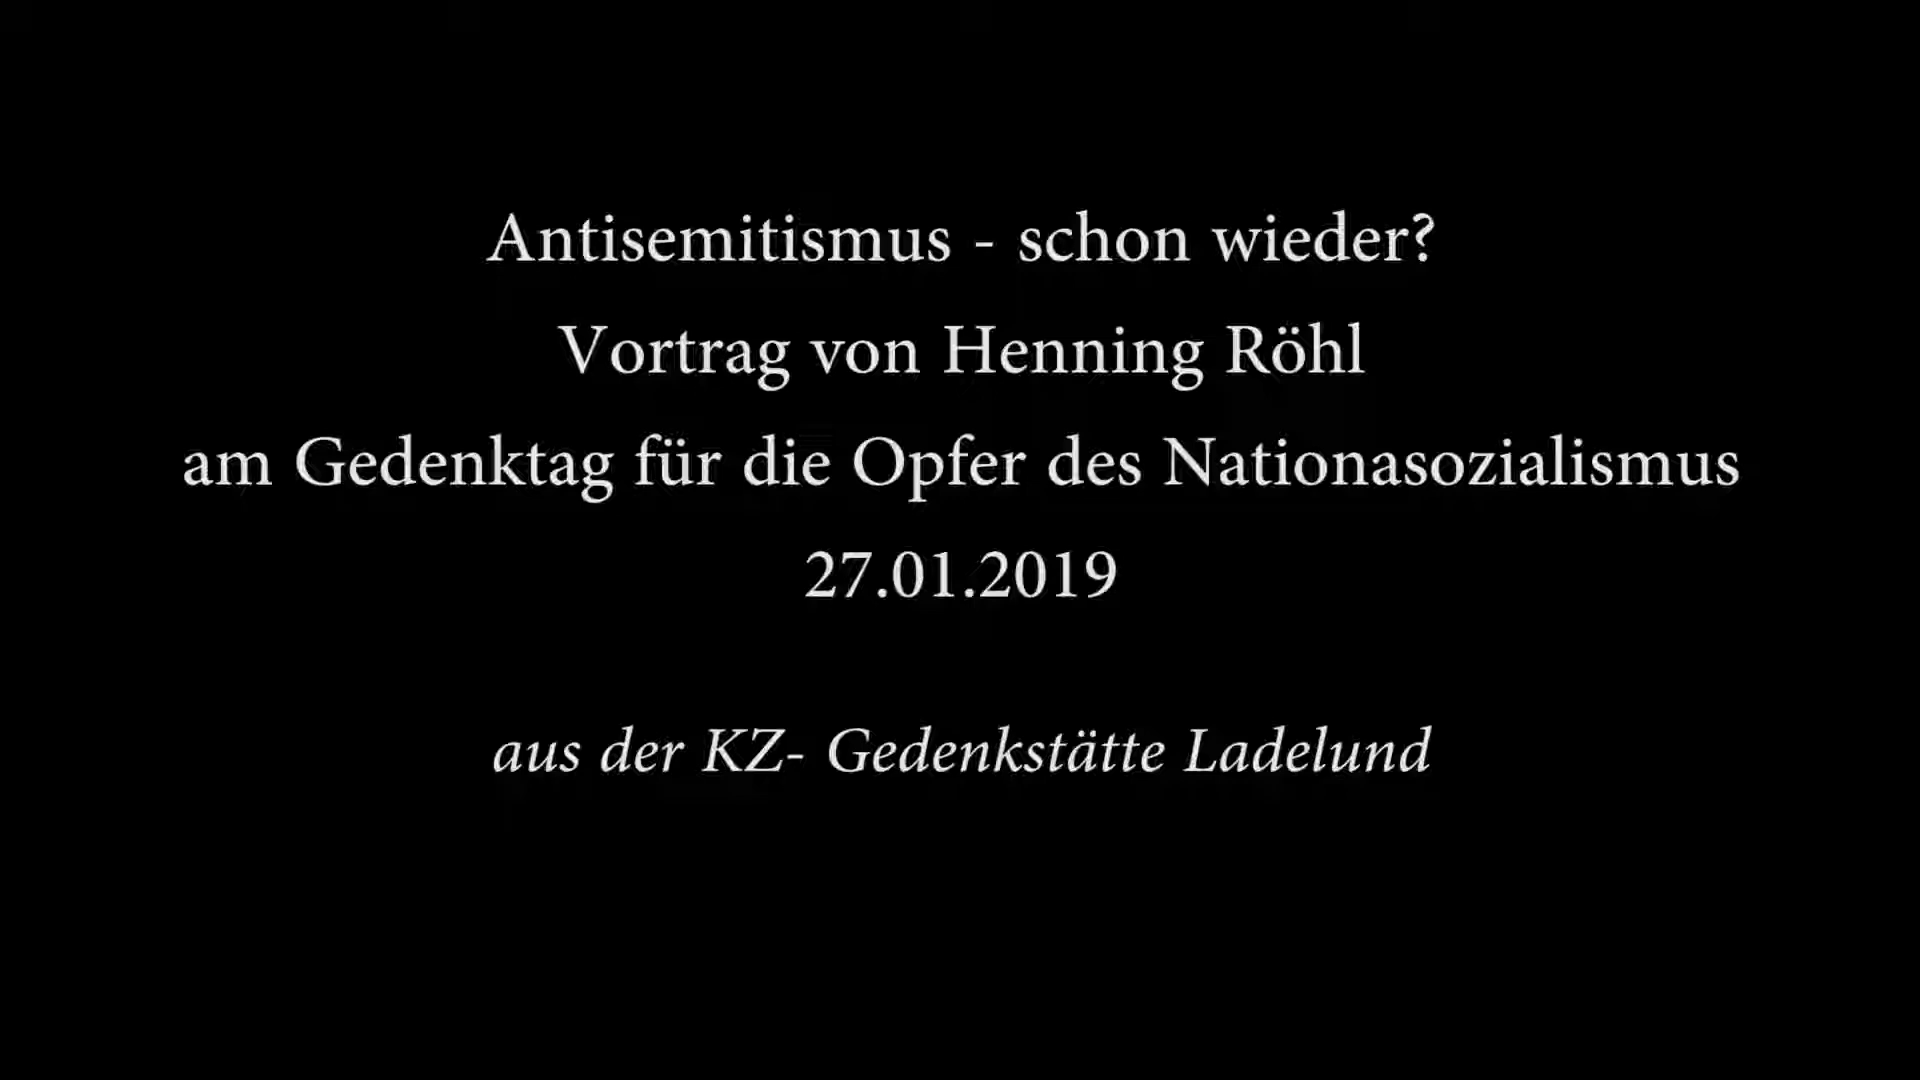 Antisemitismus - schon wieder?
Vortrag von Henning Röhl
am Gedenktag für die Opfer des Nationasozialismus
27.01.2019
aus der KZ- Gedenkstätte Ladelund